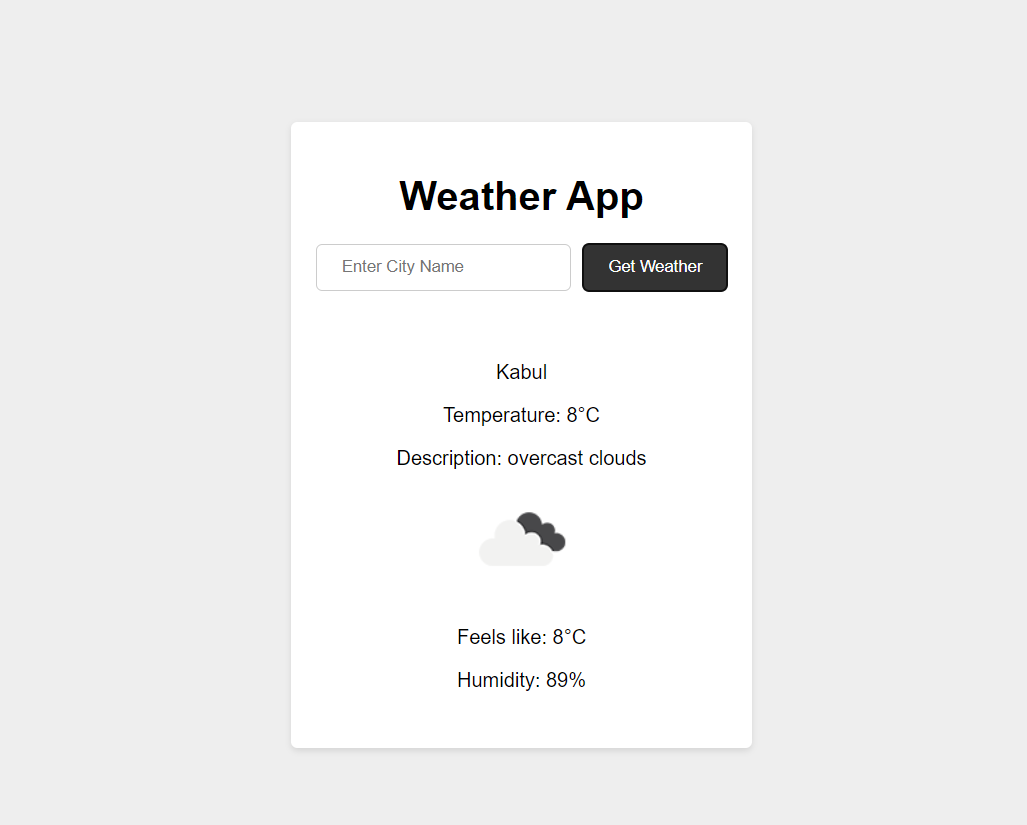 Weather App
Enter City Name
Get Weather
Kabul
Temperature: 8°C
Description: overcast clouds
Feels like: 8°C
Humidity: 89%